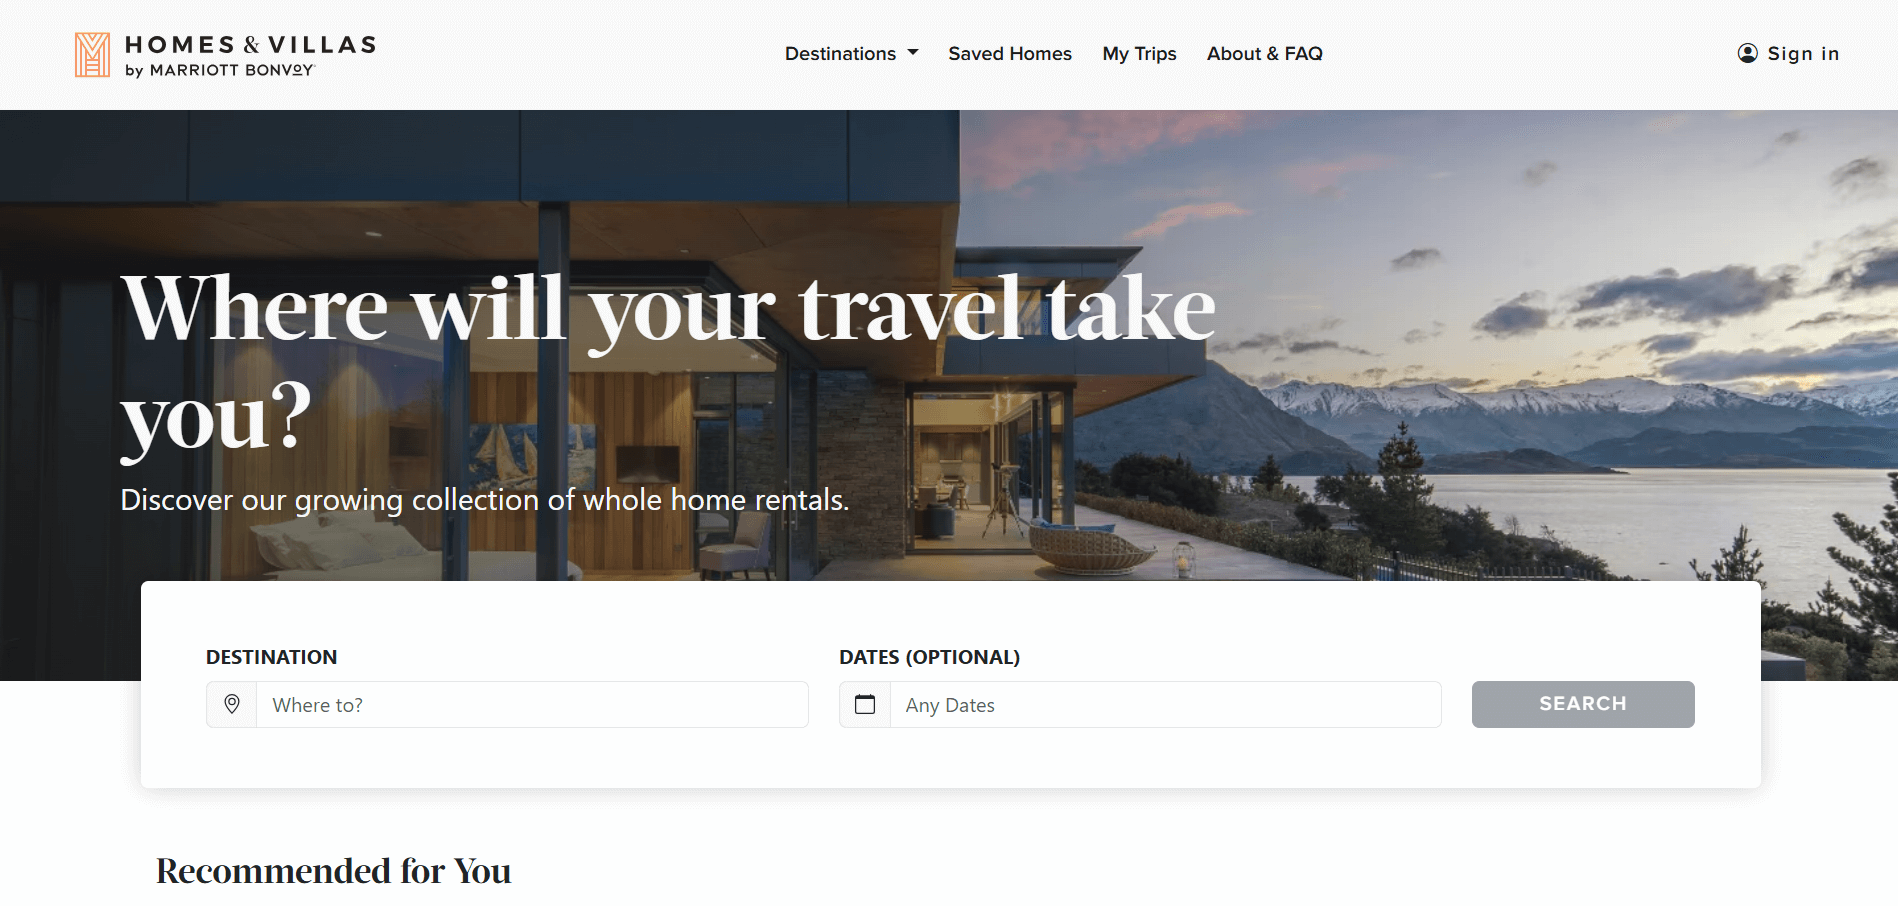 HOMES & VILLAS
by MARRIOTT BONVOY
Destinations
Saved Homes
My Trips
About & FAQ
Sign in
Where will your travel take
you?
Discover our growing collection of whole home rentals.
DESTINATION
Where to?
DATES (OPTIONAL)
Any Dates
SEARCH
Recommended for You